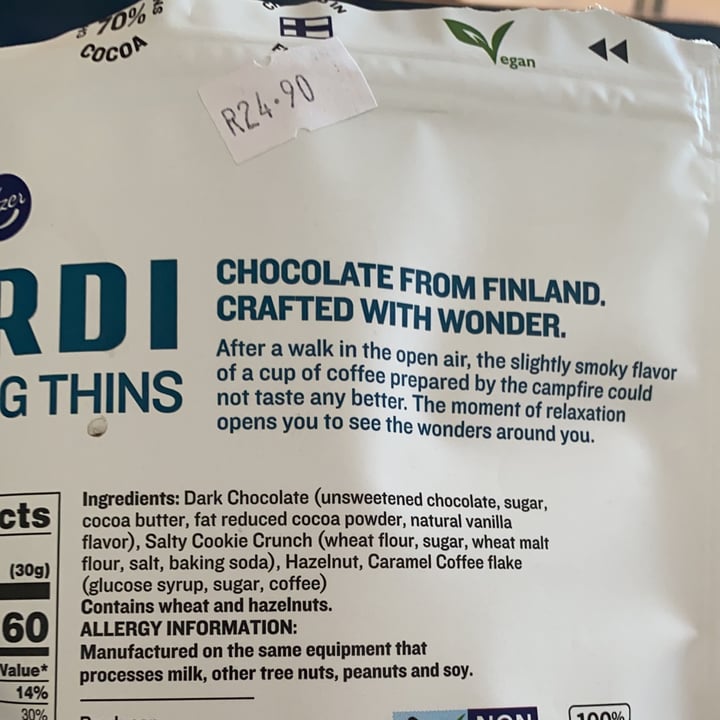 70%
COCOA
Vegan
R24.90
zer
RDI
G THINS
CHOCOLATE FROM FINLAND.
CRAFTED WITH WONDER.
After a walk in the open air, the slightly smoky flavor
of a cup of coffee prepared by the campfire could
not taste any better. The moment of relaxation
opens you to see the wonders around you.
cts
(30g)
60
Value*
14%
30%
Ingredients: Dark Chocolate (unsweetened chocolate, sugar,
cocoa butter, fat reduced cocoa powder, natural vanilla
flavor), Salty Cookie Crunch (wheat flour, sugar, wheat malt
flour, salt, baking soda), Hazelnut, Caramel Coffee flake
(glucose syrup, sugar, coffee)
Contains wheat and hazelnuts.
ALLERGY INFORMATION:
Manufactured on the same equipment that
processes milk, other tree nuts, peanuts and soy.
NON
100%